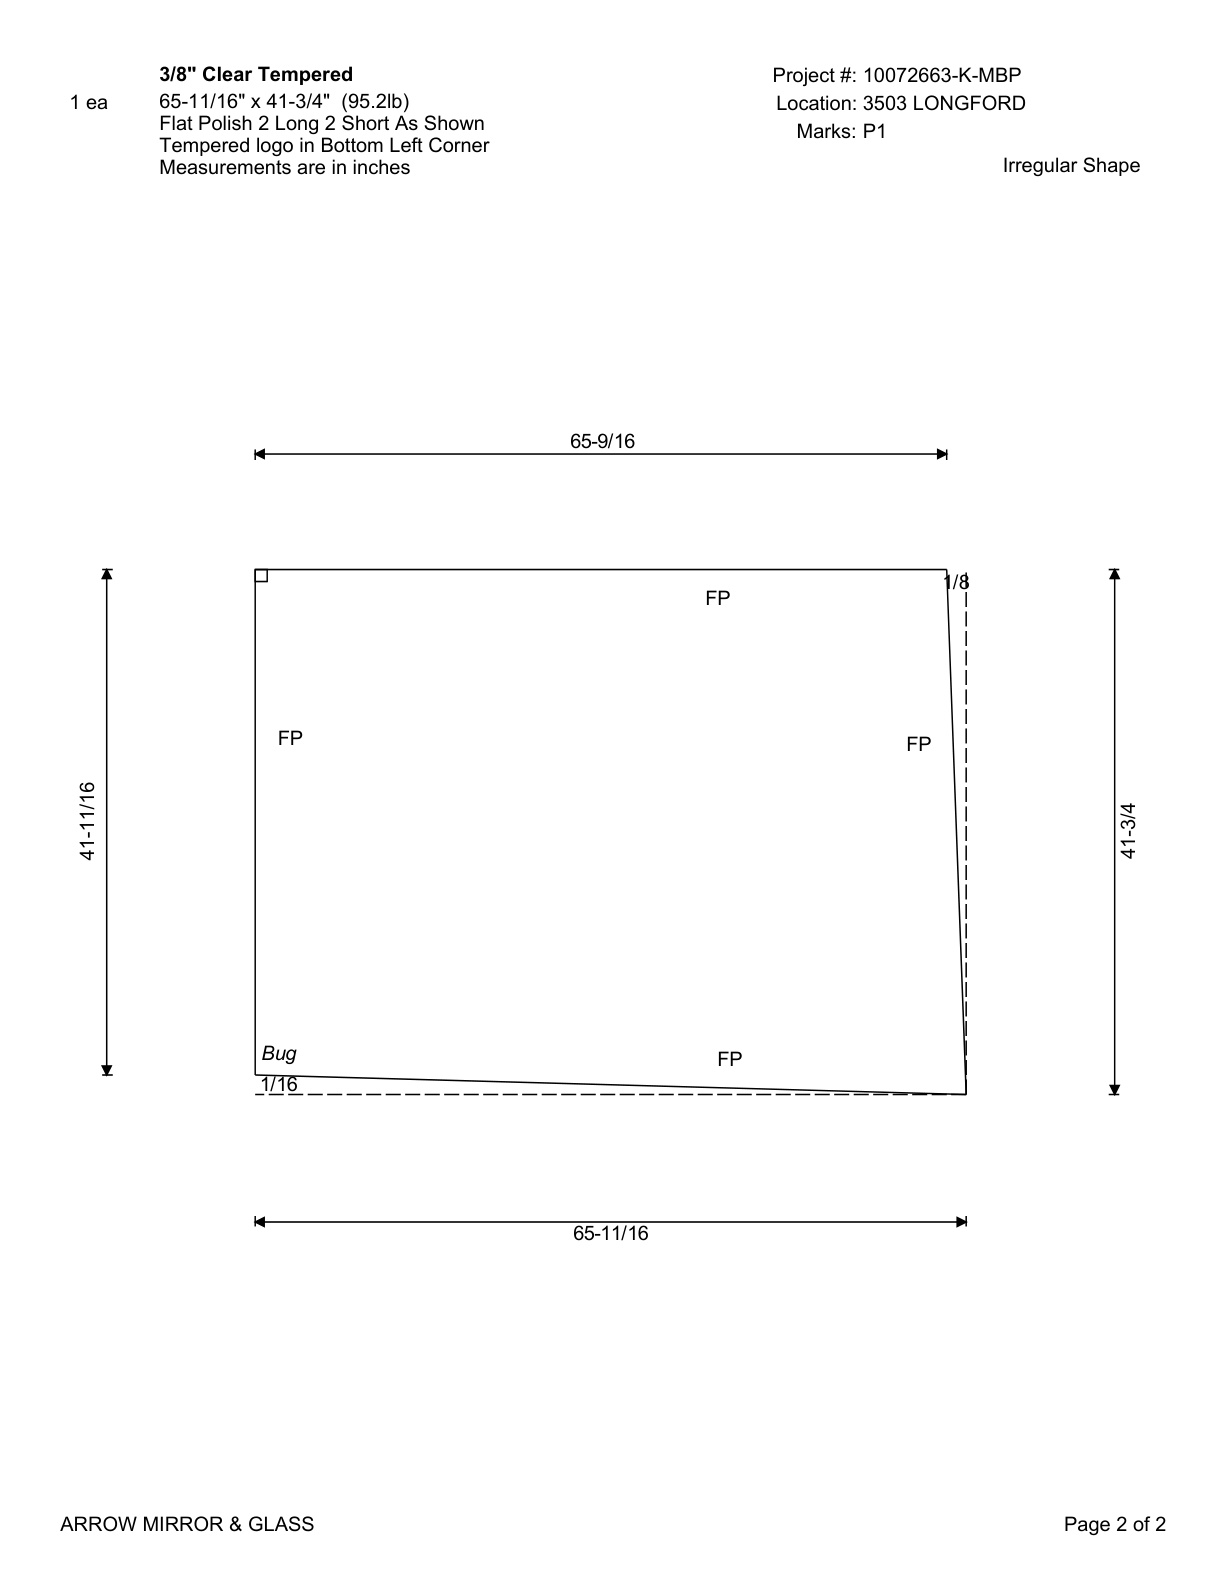 3/8" Clear Tempered
1 ea
65-11/16" x 41-3/4" (95.2lb)
Flat Polish 2 Long 2 Short As Shown
Tempered logo in Bottom Left Corner
Measurements are in inches
Project #: 10072663-K-MBP
Location: 3503 LONGFORD
Marks: P1
Irregular Shape
65-9/16
1/8
FP
FP
FP
41-11/16
41-3/4
Bug
FP
1/16
65-11/16
ARROW MIRROR & GLASS
Page 2 of 2